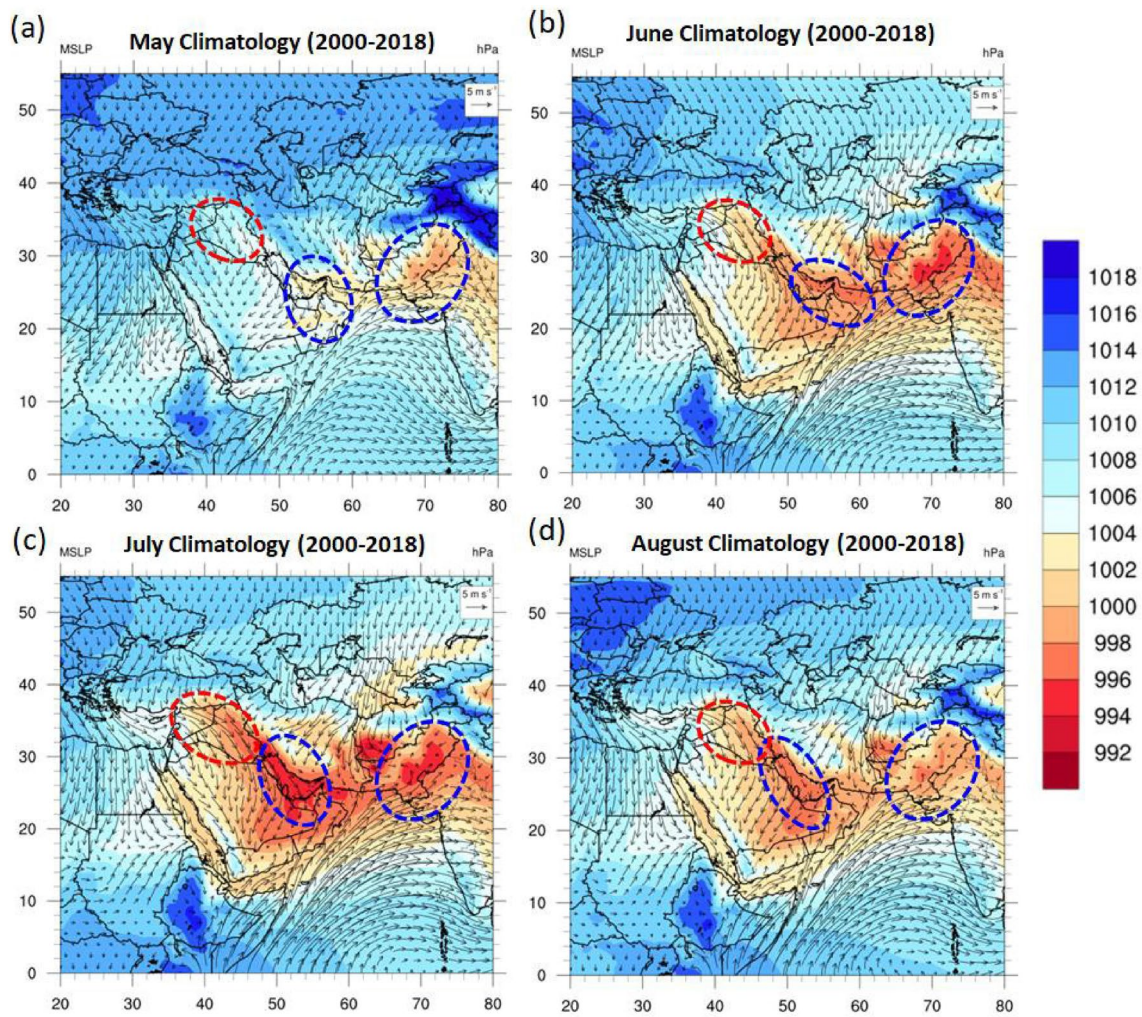 (a)
May Climatology (2000-2018)
MSLP
hPa
5 m s⁻¹
50
40
30
20
10
0
20 30 40 50 60 70 80
(b)
June Climatology (2000-2018)
MSLP
hPa
5 m s⁻¹
50
40
30
20
10
0
20 30 40 50 60 70 80
(c)
July Climatology (2000-2018)
MSLP
hPa
5 m s⁻¹
50
40
30
20
10
0
20 30 40 50 60 70 80
(d)
August Climatology (2000-2018)
MSLP
hPa
5 m s⁻¹
50
40
30
20
10
0
20 30 40 50 60 70 80
1018
1016
1014
1012
1010
1008
1006
1004
1002
1000
998
996
994
992